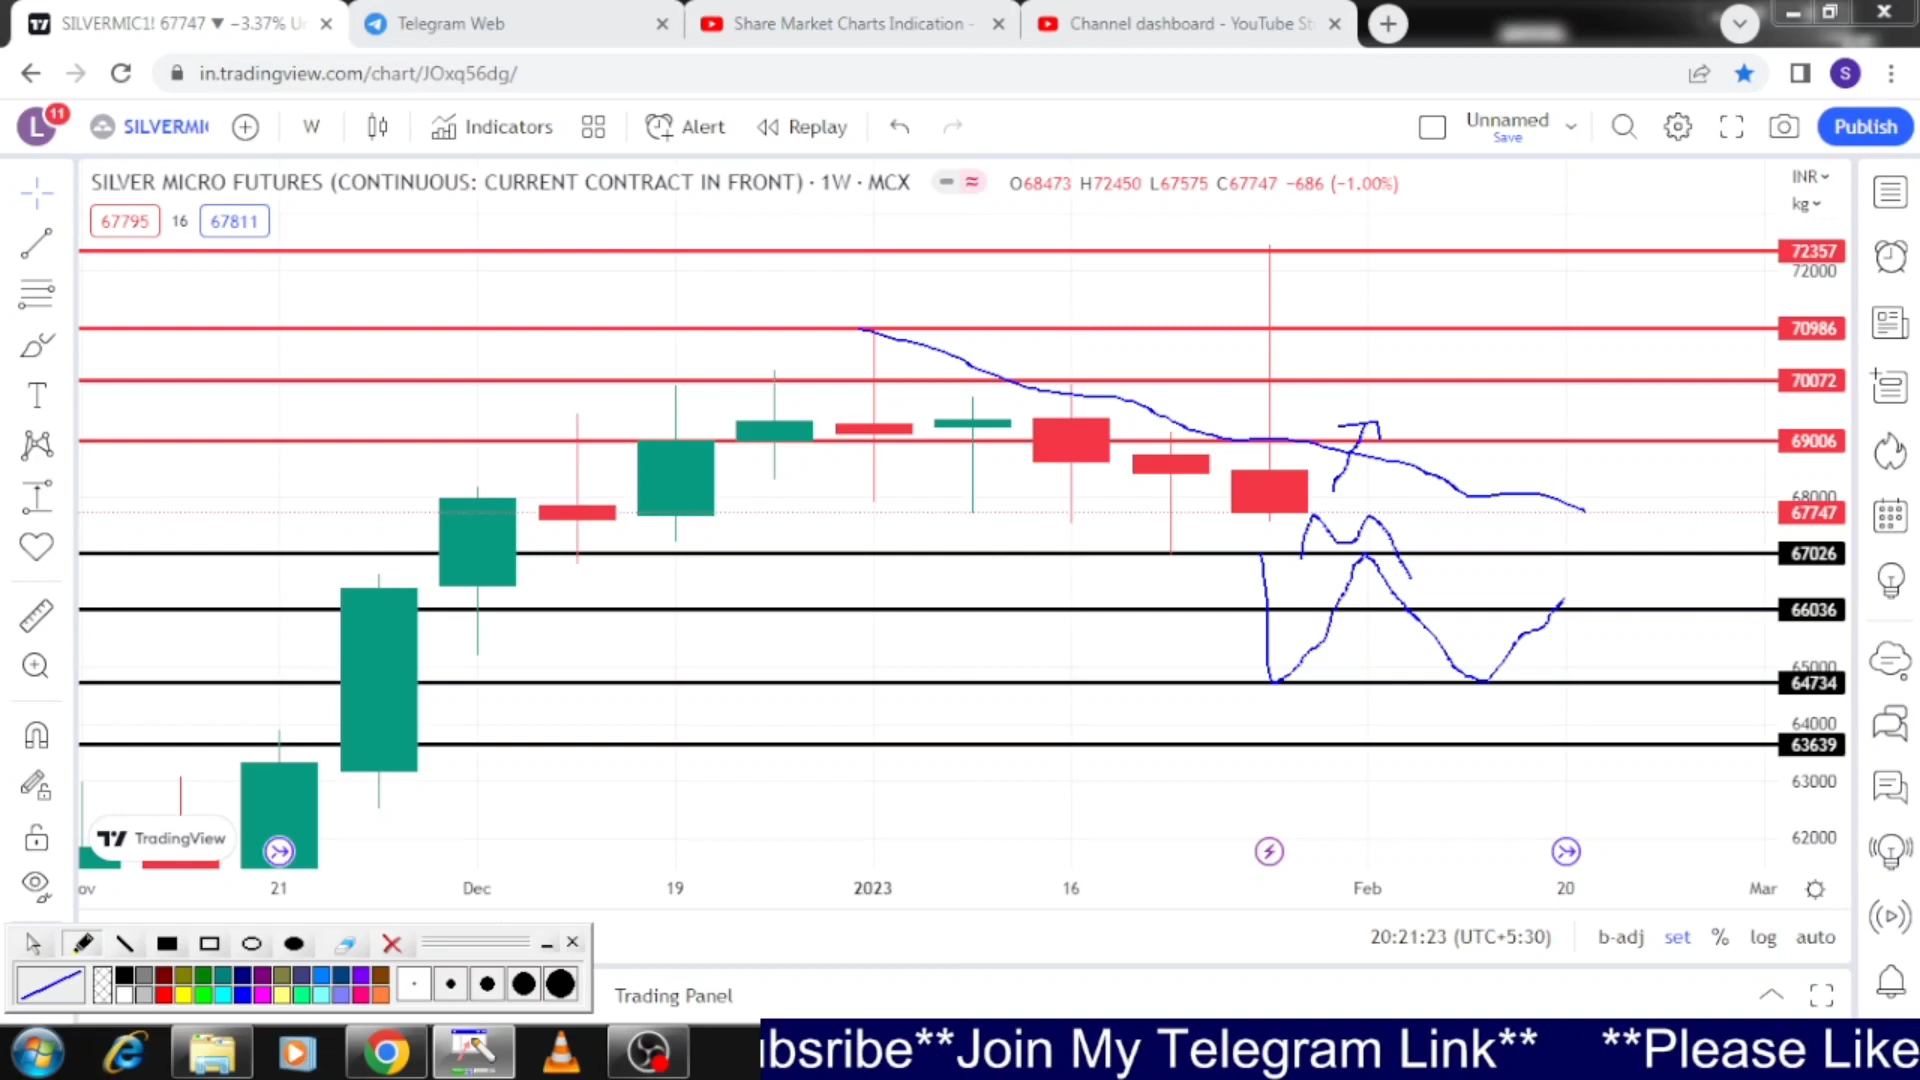 SILVERMIC1! 67747 ▼ −3.37% Un
Telegram Web
Share Market Charts Indication -
Channel dashboard - YouTube St
in.tradingview.com/chart/JOxq56dg/
S
L
11
SILVERMI
W
Indicators
Alert
Replay
Unnamed
Save
Publish
SILVER MICRO FUTURES (CONTINUOUS: CURRENT CONTRACT IN FRONT) · 1W · MCX
O68473 H72450 L67575 C67747 −686 (−1.00%)
INR
kg
67795
16
67811
72357
72000
70986
70072
69006
68000
67747
67026
66036
65000
64734
64000
63639
63000
62000
TradingView
ov
21
Dec
19
2023
16
Feb
20
Mar
20:21:23 (UTC+5:30)
b-adj
set
%
log
auto
Trading Panel
bsribe**Join My Telegram Link** **Please Like